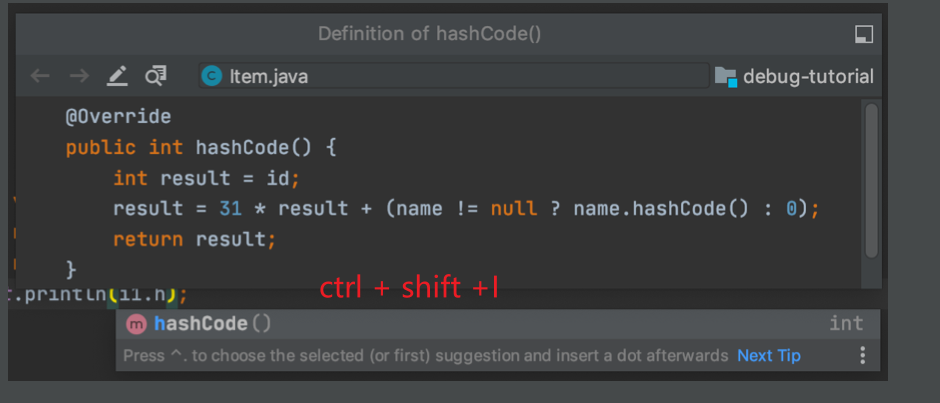 Definition of hashCode()
Item.java
debug-tutorial
@Override
public int hashCode() {
int result = id;
result = 31 * result + (name != null ? name.hashCode() : 0);
return result;
}
.println(i1.h);
ctrl + shift +I
m hashCode() int
Press ^. to choose the selected (or first) suggestion and insert a dot afterwards Next Tip